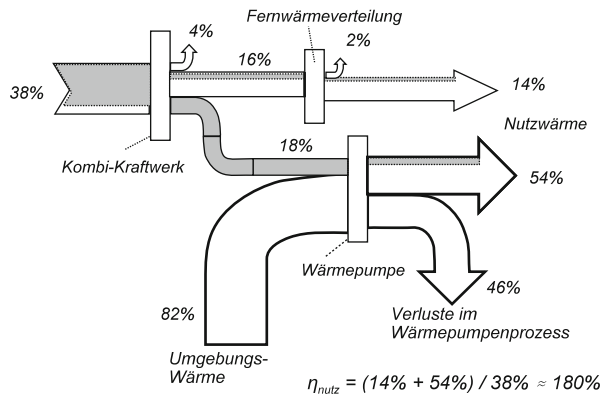 Fernwärmeverteilung
4%
2%
16%
38%
14%
Nutzwärme
Kombi-Kraftwerk
18%
54%
Wärmepumpe
46%
82%
Verluste im
Wärmepumpenprozess
Umgebungs-
Wärme
ηnutz = (14% + 54%) / 38% ≈ 180%